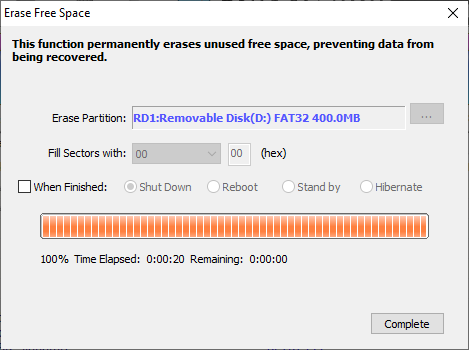 Erase Free Space
This function permanently erases unused free space, preventing data from
being recovered.
Erase Partition: RD1:Removable Disk(D:) FAT32 400.0MB ...
Fill Sectors with: 00 00 (hex)
When Finished: Shut Down Reboot Stand by Hibernate
100% Time Elapsed: 0:00:20 Remaining: 0:00:00
Complete